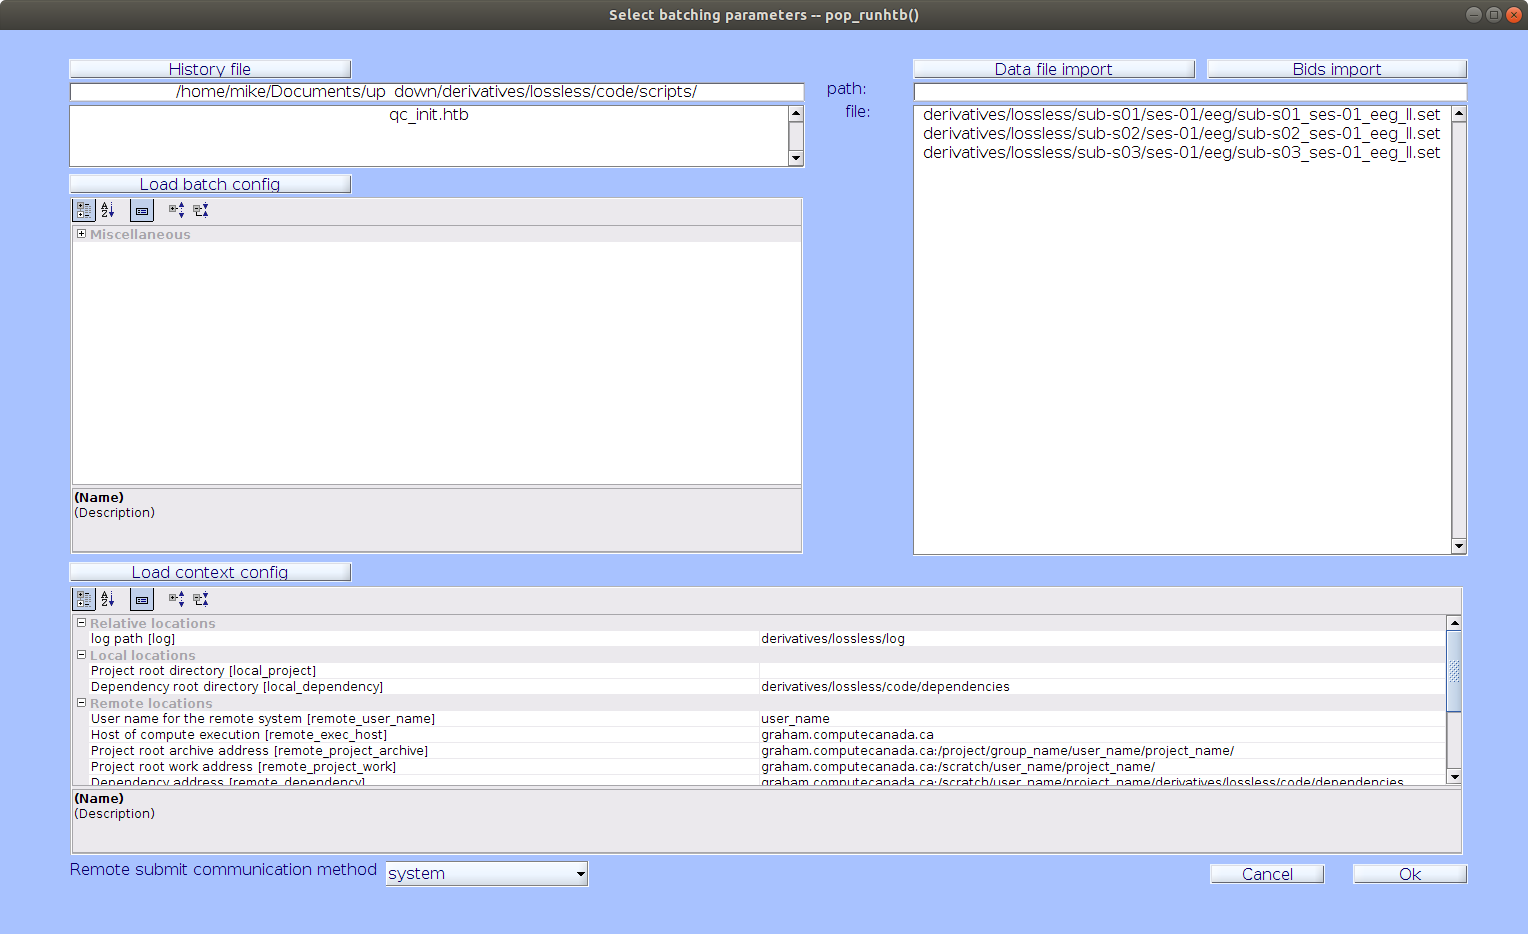 Select batching parameters -- pop_runhtb()
History file
/home/mike/Documents/up_down/derivatives/lossless/code/scripts/
qc_init.htb
Load batch config
Miscellaneous
(Name)
(Description)
Data file import
Bids import
path:
file:
derivatives/lossless/sub-s01/ses-01/eeg/sub-s01_ses-01_eeg_ll.set
derivatives/lossless/sub-s02/ses-01/eeg/sub-s02_ses-01_eeg_ll.set
derivatives/lossless/sub-s03/ses-01/eeg/sub-s03_ses-01_eeg_ll.set
Load context config
Relative locations
log path [log] derivatives/lossless/log
Local locations
Project root directory [local_project]
Dependency root directory [local_dependency] derivatives/lossless/code/dependencies
Remote locations
User name for the remote system [remote_user_name] user_name
Host of compute execution [remote_exec_host] graham.computecanada.ca
Project root archive address [remote_project_archive] graham.computecanada.ca:/project/group_name/user_name/project_name/
Project root work address [remote_project_work] graham.computecanada.ca:/scratch/user_name/project_name/
Dependency address [remote_dependency] graham.computecanada.ca:/scratch/user_name/project_name/derivatives/lossless/code/dependencies
(Name)
(Description)
Remote submit communication method system
Cancel
Ok